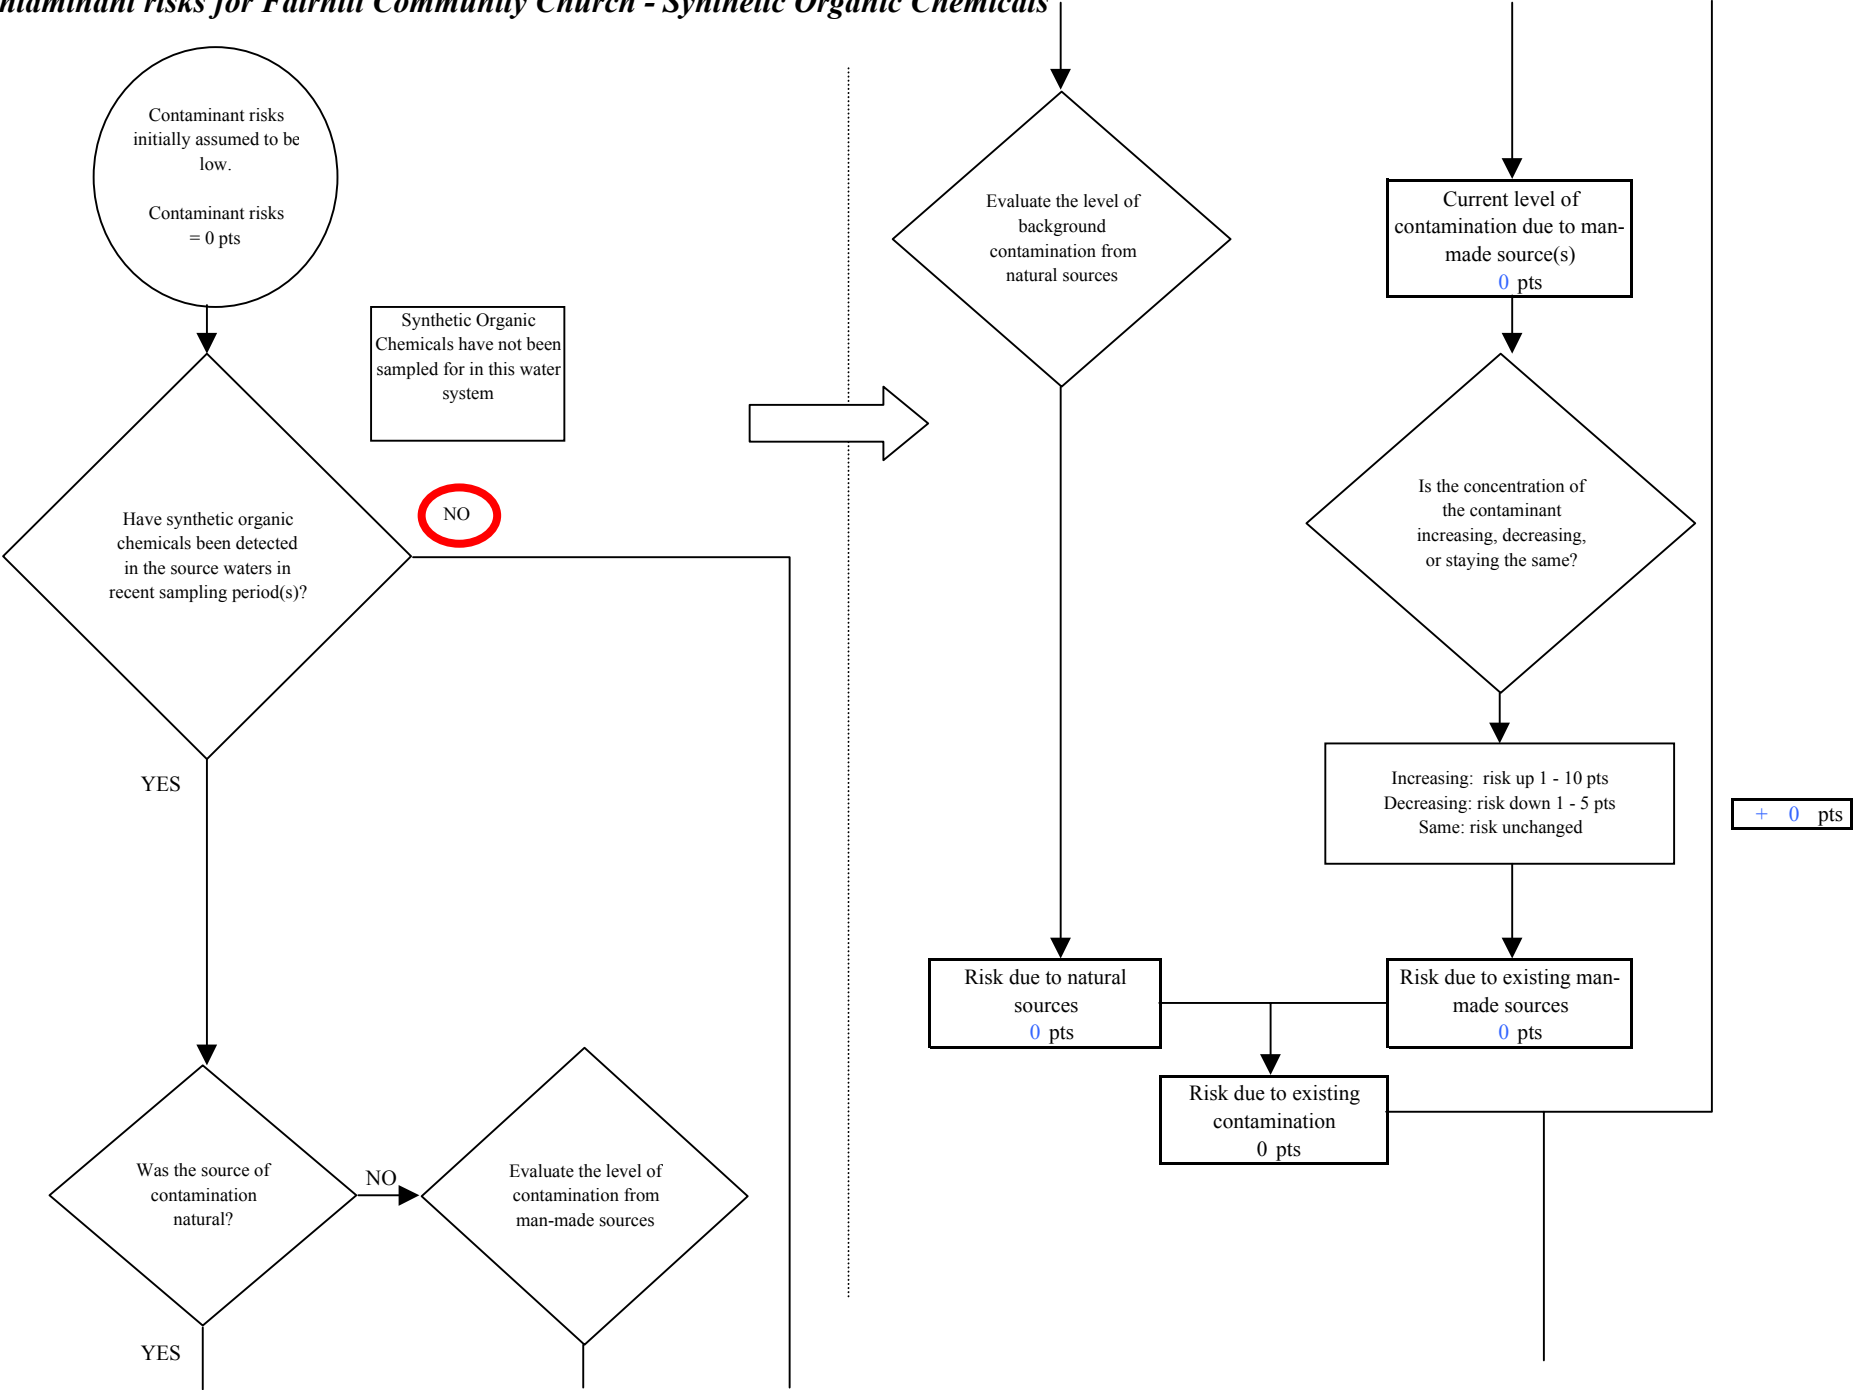 ntaminant risks for Fairhill Community Church - Synthetic Organic Chemicals
Contaminant risks
initially assumed to be
low.
Contaminant risks
= 0 pts
Synthetic Organic
Chemicals have not been
sampled for in this water
system
NO
Have synthetic organic
chemicals been detected
in the source waters in
recent sampling period(s)?
YES
Was the source of
contamination
natural?
NO
Evaluate the level of
contamination from
man-made sources
YES
Evaluate the level of
background
contamination from
natural sources
Current level of
contamination due to man-
made source(s)
0 pts
Is the concentration of
the contaminant
increasing, decreasing,
or staying the same?
Increasing: risk up 1 - 10 pts
Decreasing: risk down 1 - 5 pts
Same: risk unchanged
+ 0 pts
Risk due to natural
sources
0 pts
Risk due to existing man-
made sources
0 pts
Risk due to existing
contamination
0 pts